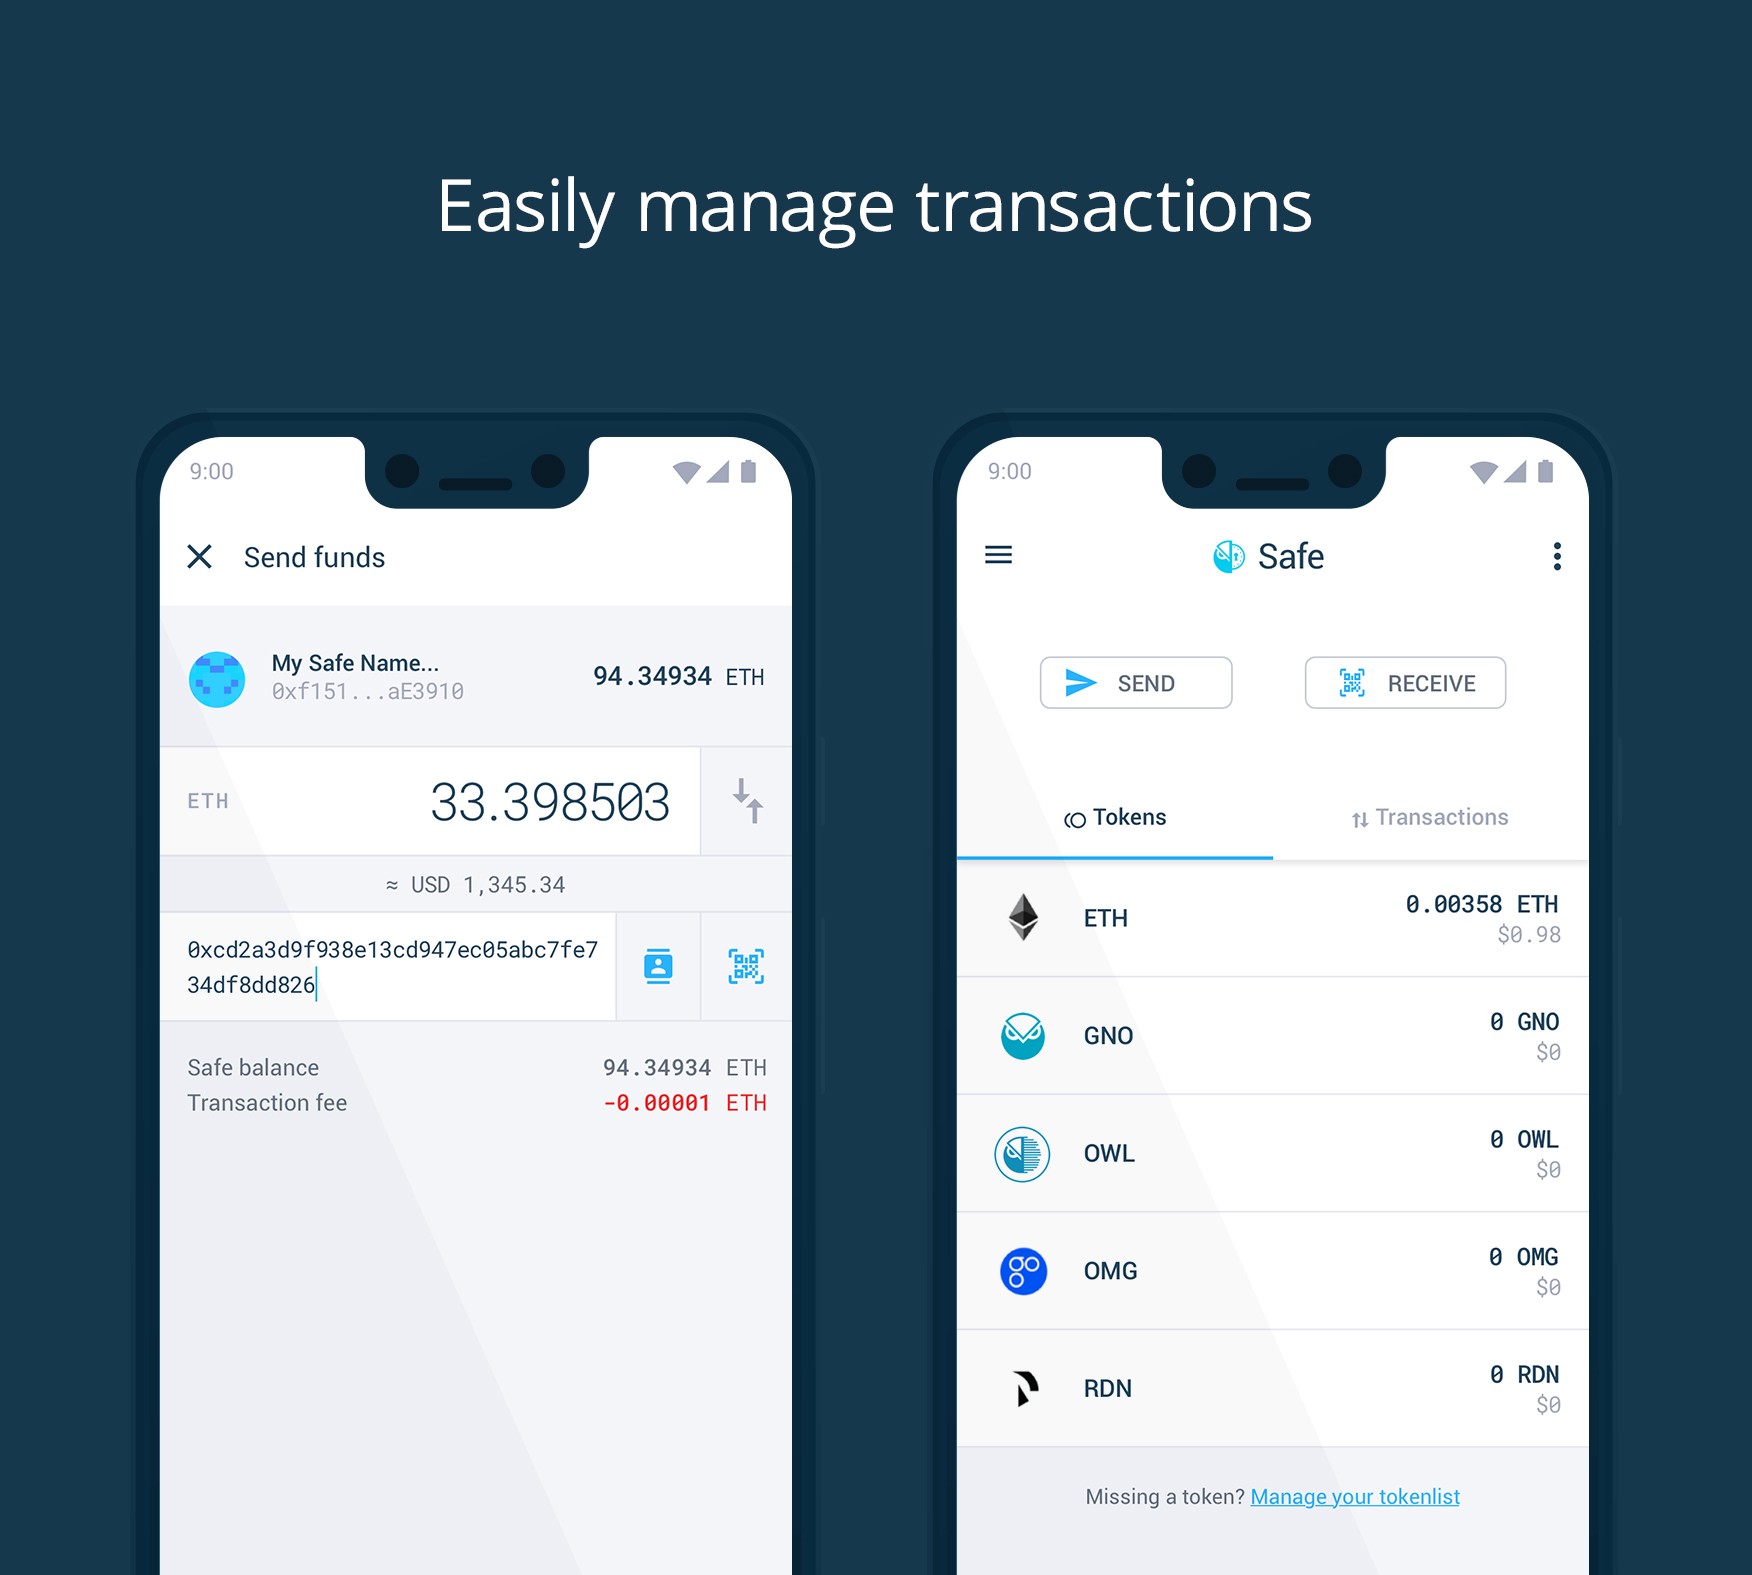 Easily manage transactions
9:00
Send funds
My Safe Name...
0xf151...aE3910
94.34934 ETH
ETH
33.398503
≈ USD 1,345.34
0xcd2a3d9f938e13cd947ec05abc7fe7
34df8dd826
Safe balance 94.34934 ETH
Transaction fee -0.00001 ETH
9:00
Safe
SEND
RECEIVE
Tokens
Transactions
ETH
0.00358 ETH
$0.98
GNO
0 GNO
$0
OWL
0 OWL
$0
OMG
0 OMG
$0
RDN
0 RDN
$0
Missing a token? Manage your tokenlist